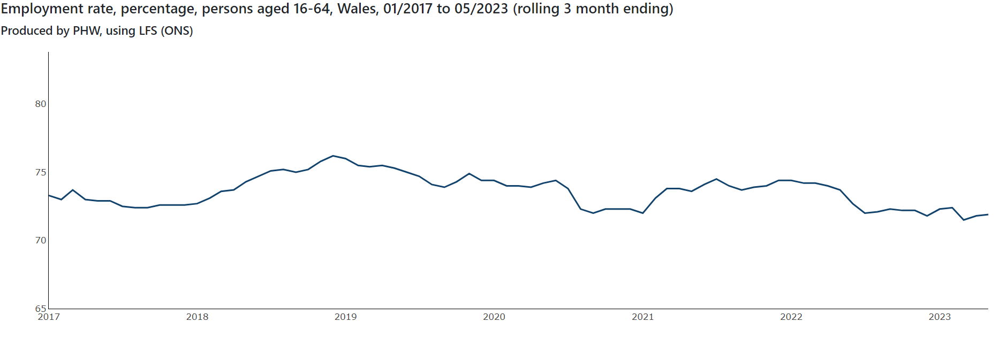 Employment rate, percentage, persons aged 16-64, Wales, 01/2017 to 05/2023 (rolling 3 month ending)
Produced by PHW, using LFS (ONS)
80
75
70
65
2017 2018 2019 2020 2021 2022 2023